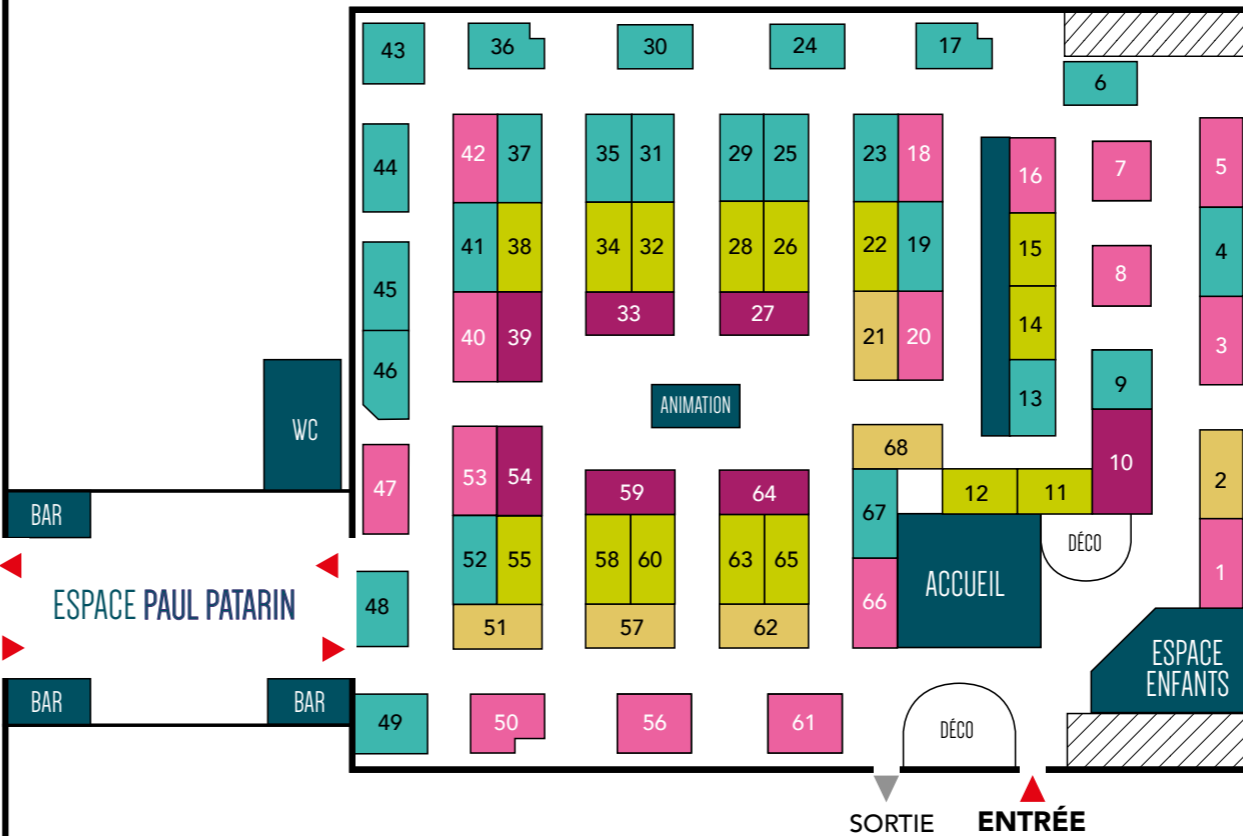 43 36 30 24 17
6
44 42 37 35 31 29 25 23 18 16 7 5
45 41 38 34 32 28 26 22 19 15 8 4
46 40 39 33 27 21 20 14 3
WC ANIMATION 13 9
47 53 54 59 64 68 12 11 10 2
BAR
52 55 58 60 63 65 67 DÉCO
ESPACE PAUL PATARIN 48 ACCUEIL 1
51 57 62 66
ESPACE
ENFANTS
BAR BAR 49 50 56 61 DÉCO
SORTIE ENTRÉE